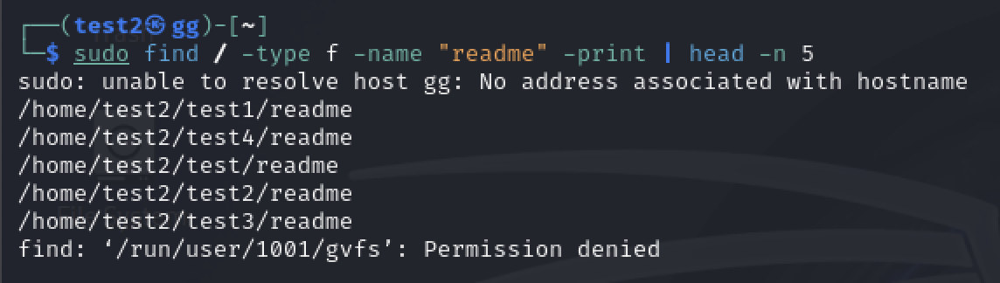 ┌──(test2㉿gg)-[~]
└─$ sudo find / -type f -name "readme" -print | head -n 5
sudo: unable to resolve host gg: No address associated with hostname
/home/test2/test1/readme
/home/test2/test4/readme
/home/test2/test/readme
/home/test2/test2/readme
/home/test2/test3/readme
find: ‘/run/user/1001/gvfs’: Permission denied